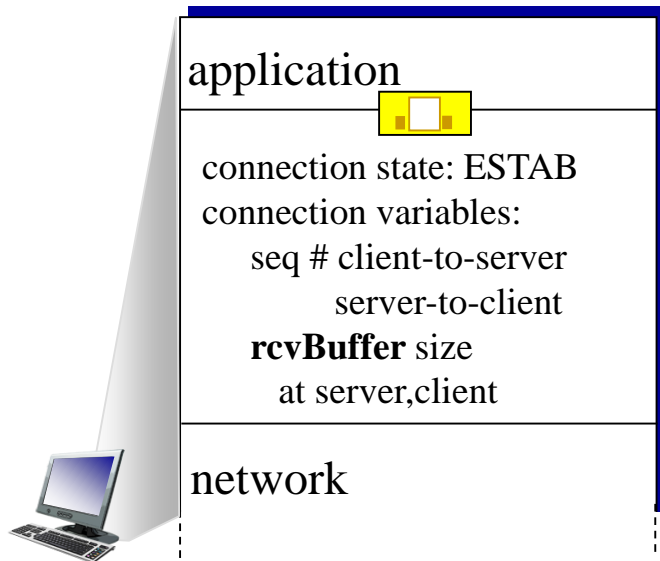 application
connection state: ESTAB
connection variables:
seq # client-to-server
server-to-client
rcvBuffer size
at server,client
network